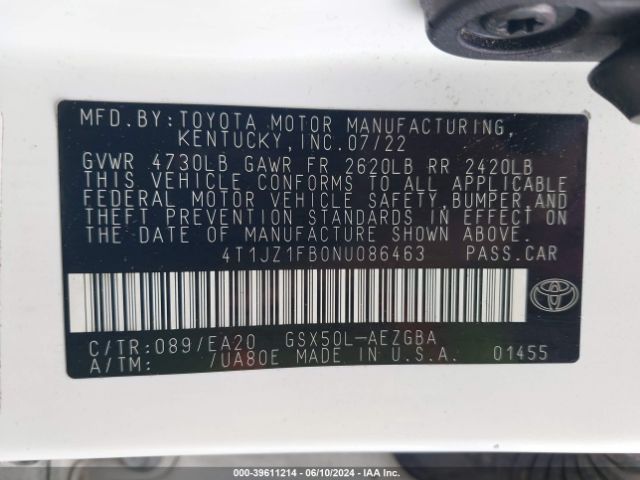 MFD.BY:TOYOTA MOTOR MANUFACTURING,
KENTUCKY,INC.07/22
GVWR 4730LB GAWR FR 2620LB RR 2420LB
THIS VEHICLE CONFORMS TO ALL APPLICABLE
FEDERAL MOTOR VEHICLE SAFETY,BUMPER,AND
THEFT PREVENTION STANDARDS IN EFFECT ON
THE DATE OF MANUFACTURE SHOWN ABOVE.
4T1JZ1FB0NU086463 PASS.CAR
C/TR:089/EA20 GSX50L-AEZGBA
A/TM: /UA80E MADE IN U.S.A. 01455
000-39611214 - 06/10/2024 - IAA Inc.